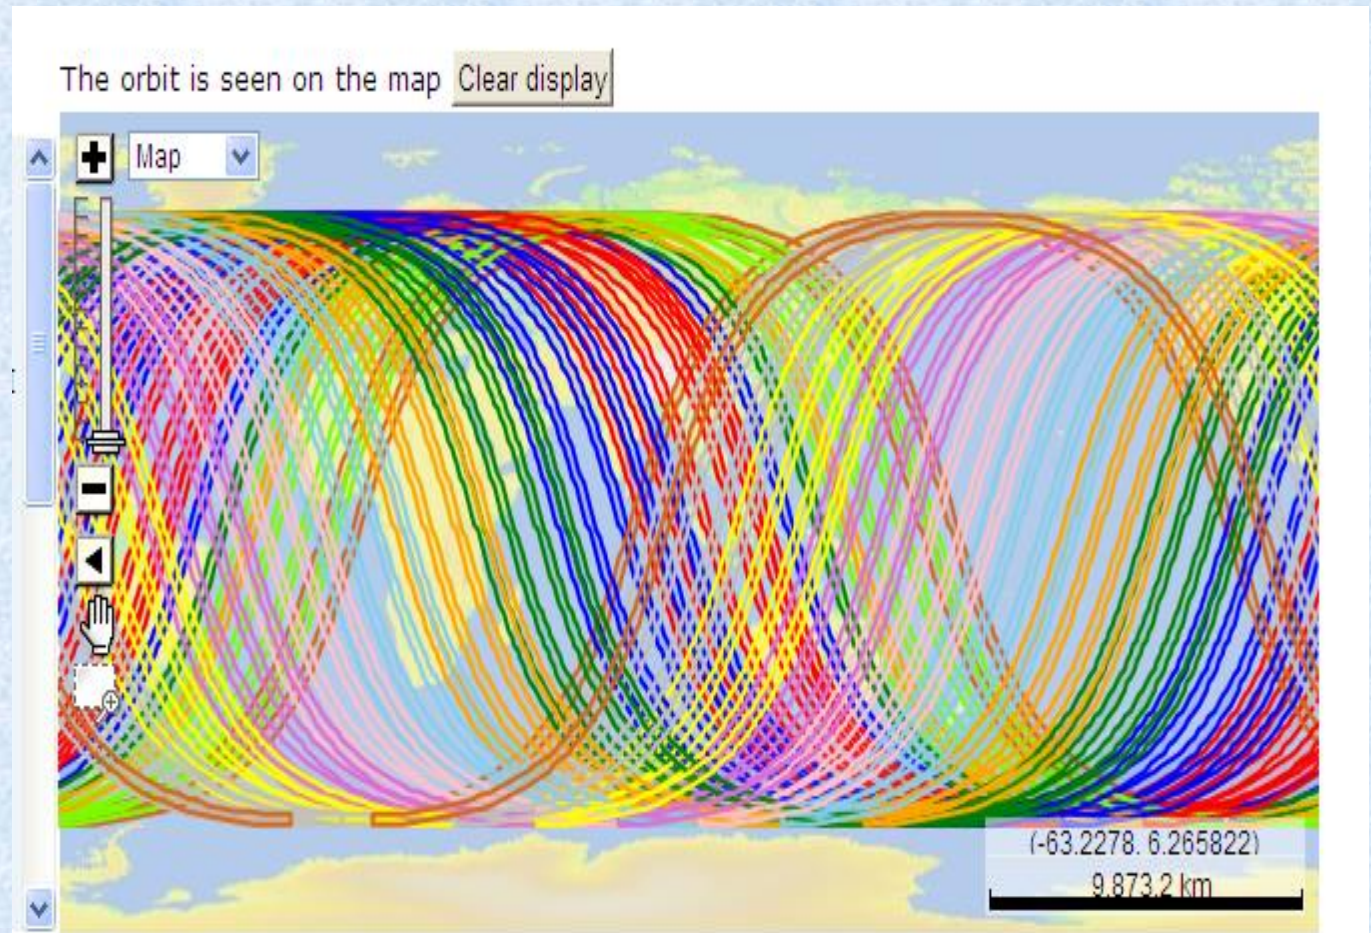 The orbit is seen on the map Clear display
Map
(-63.2278, 6.265822)
9,873.2 km